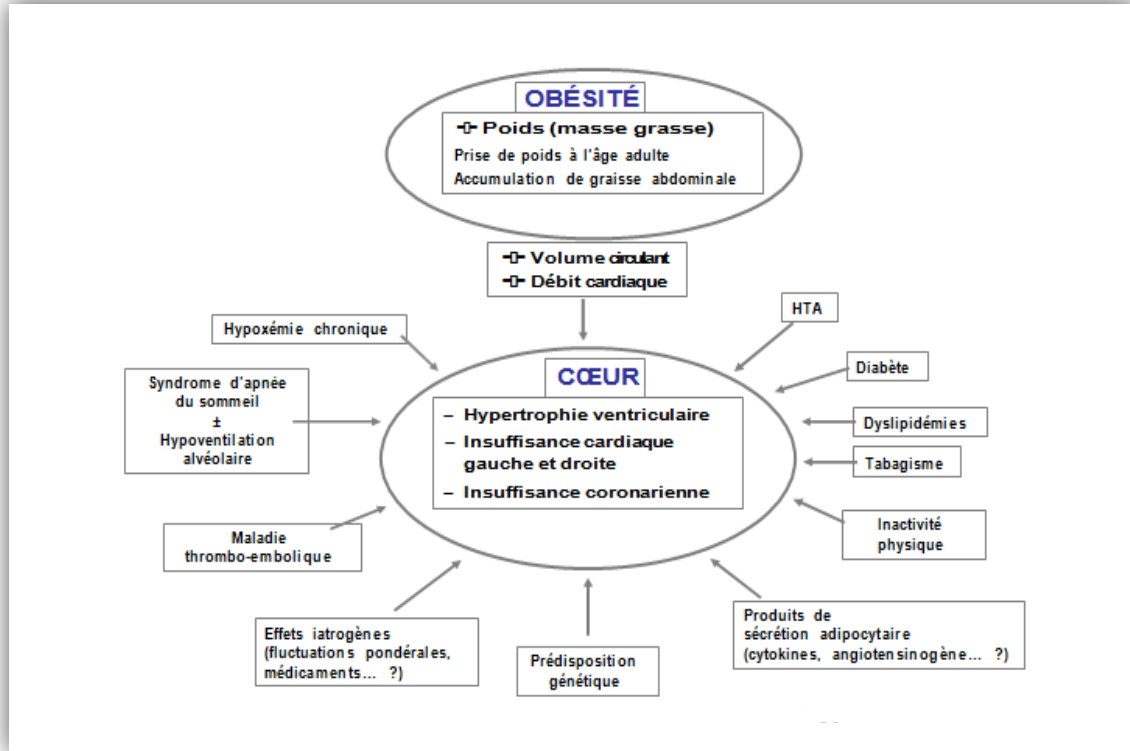 OBÉSITÉ
Poids (masse grasse)
Prise de poids à l'âge adulte
Accumulation de graisse abdominale
Volume circulant
Débit cardiaque
HTA
Hypoxémie chronique
Diabète
Syndrome d'apnée
du sommeil
±
Hypoventilation
alvéolaire
CŒUR
– Hypertrophie ventriculaire
– Insuffisance cardiaque
gauche et droite
– Insuffisance coronarienne
Dyslipidémies
Tabagisme
Maladie
thrombo-embolique
Inactivité
physique
Effets iatrogènes
(fluctuations pondérales,
médicaments... ?)
Prédisposition
génétique
Produits de
sécrétion adipocytaire
(cytokines, angiotensinogène... ?)